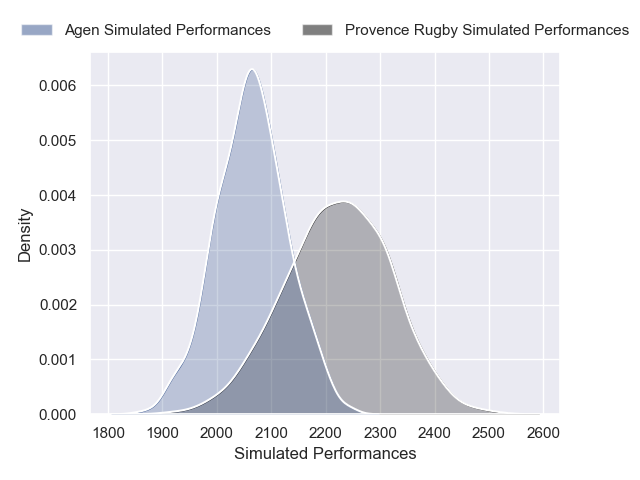 Agen Simulated Performances
Provence Rugby Simulated Performances
0.006
0.005
0.004
0.003
0.002
0.001
0.000
Density
1800 1900 2000 2100 2200 2300 2400 2500 2600
Simulated Performances